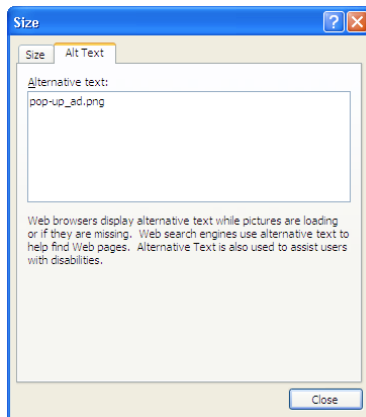 Size
Size Alt Text
Alternative text:
pop-up_ad.png
Web browsers display alternative text while pictures are loading
or if they are missing.  Web search engines use alternative text to
help find Web pages.  Alternative Text is also used to assist users
with disabilities.
Close